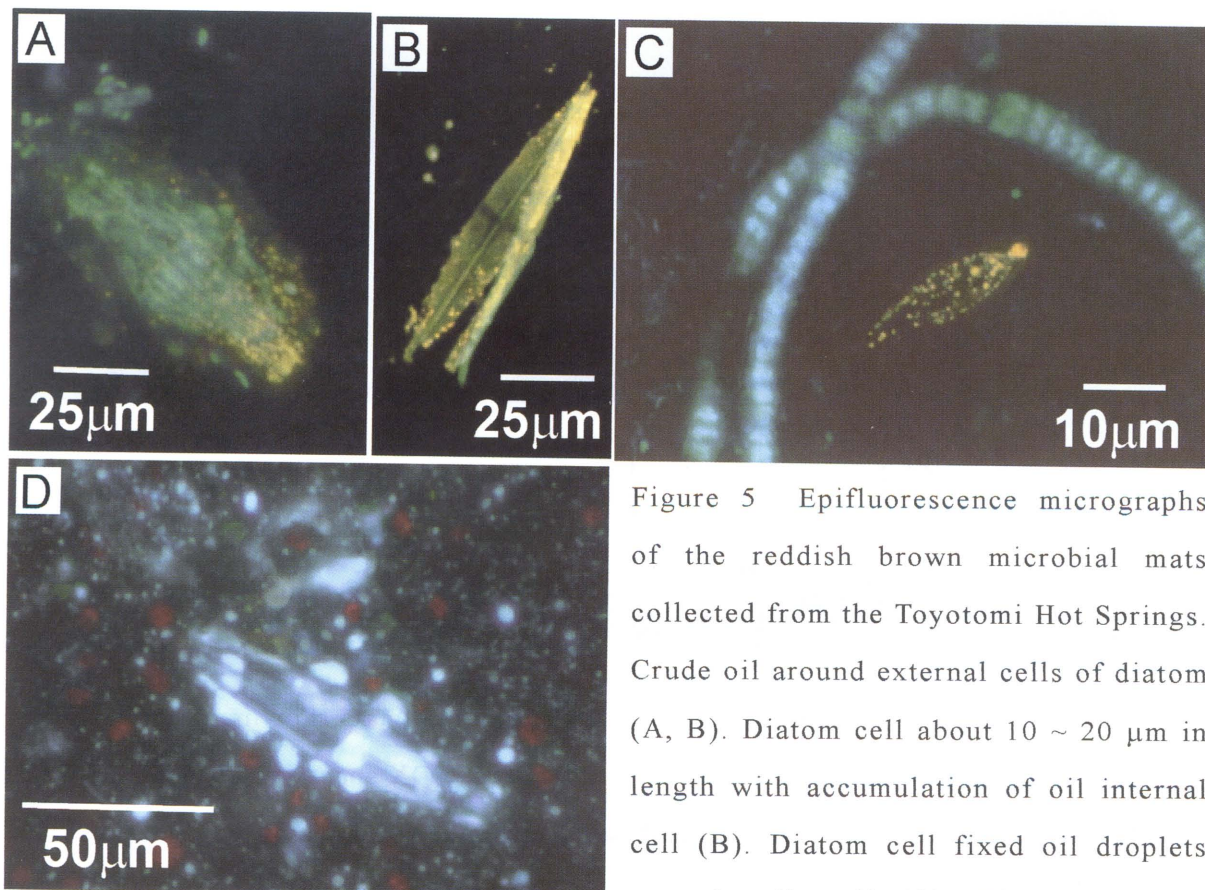 A
25μm
B
25μm
C
10μm
D
50μm
Figure 5 Epifluorescence micrographs
of the reddish brown microbial mats
collected from the Toyotomi Hot Springs.
Crude oil around external cells of diatom
(A, B). Diatom cell about 10 ~ 20 μm in
length with accumulation of oil internal
cell (B). Diatom cell fixed oil droplets